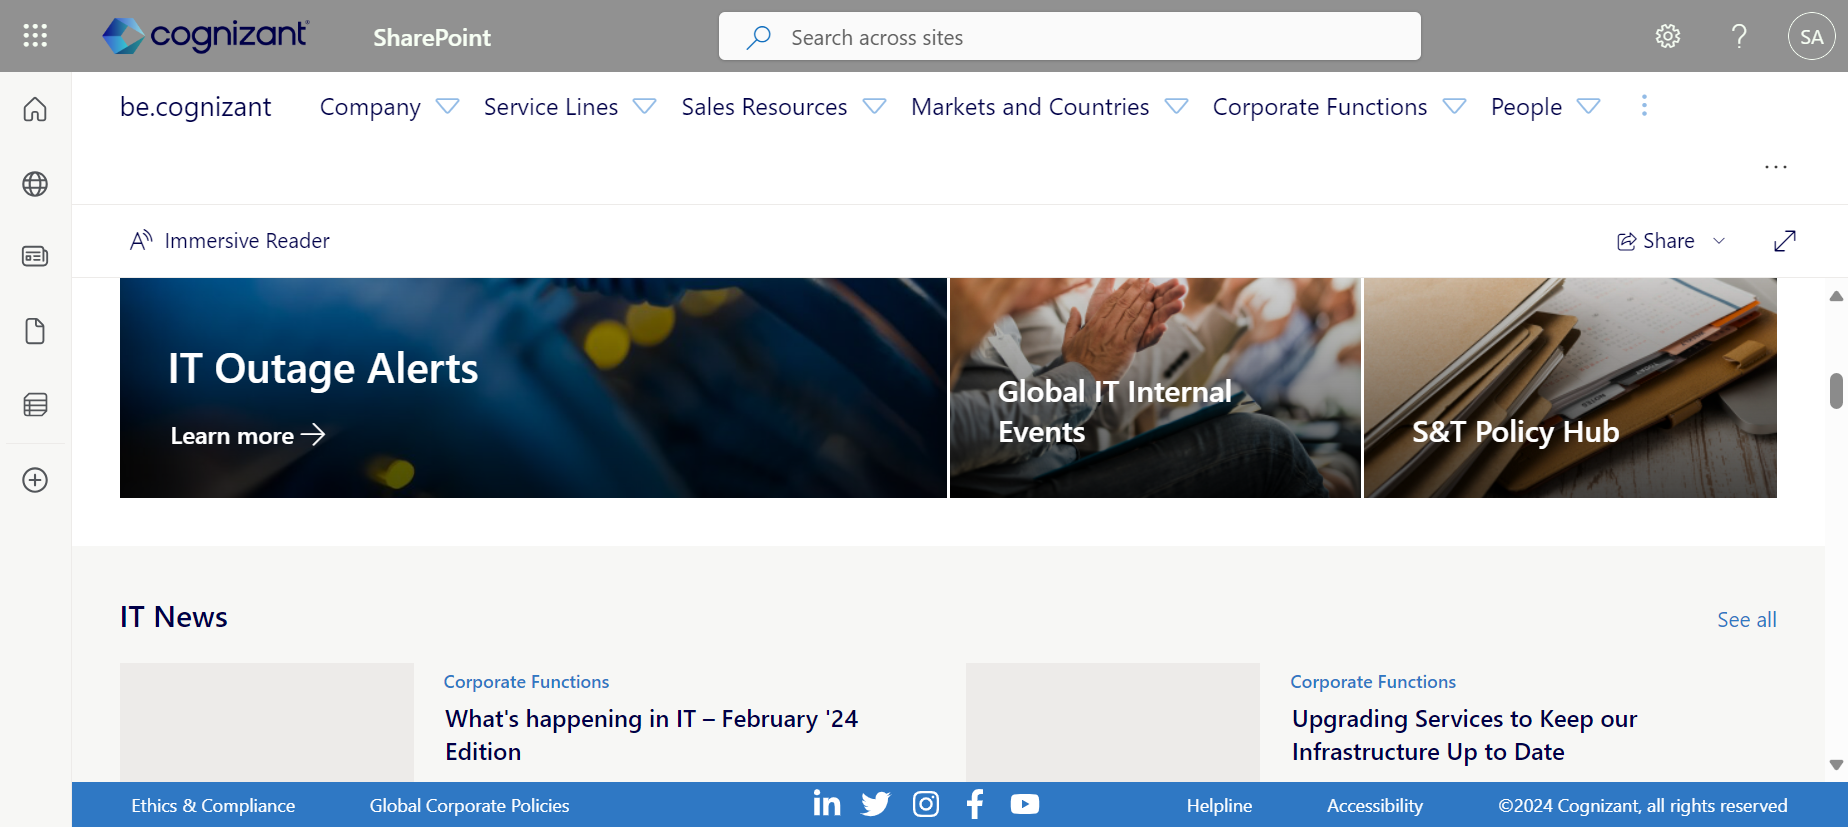 cognizant
SharePoint
Search across sites
SA
be.cognizant
Company
Service Lines
Sales Resources
Markets and Countries
Corporate Functions
People
Immersive Reader
Share
IT Outage Alerts
Learn more
Global IT Internal
Events
S&T Policy Hub
IT News
See all
Corporate Functions
What's happening in IT – February '24
Edition
Corporate Functions
Upgrading Services to Keep our
Infrastructure Up to Date
Ethics & Compliance
Global Corporate Policies
Helpline
Accessibility
©2024 Cognizant, all rights reserved